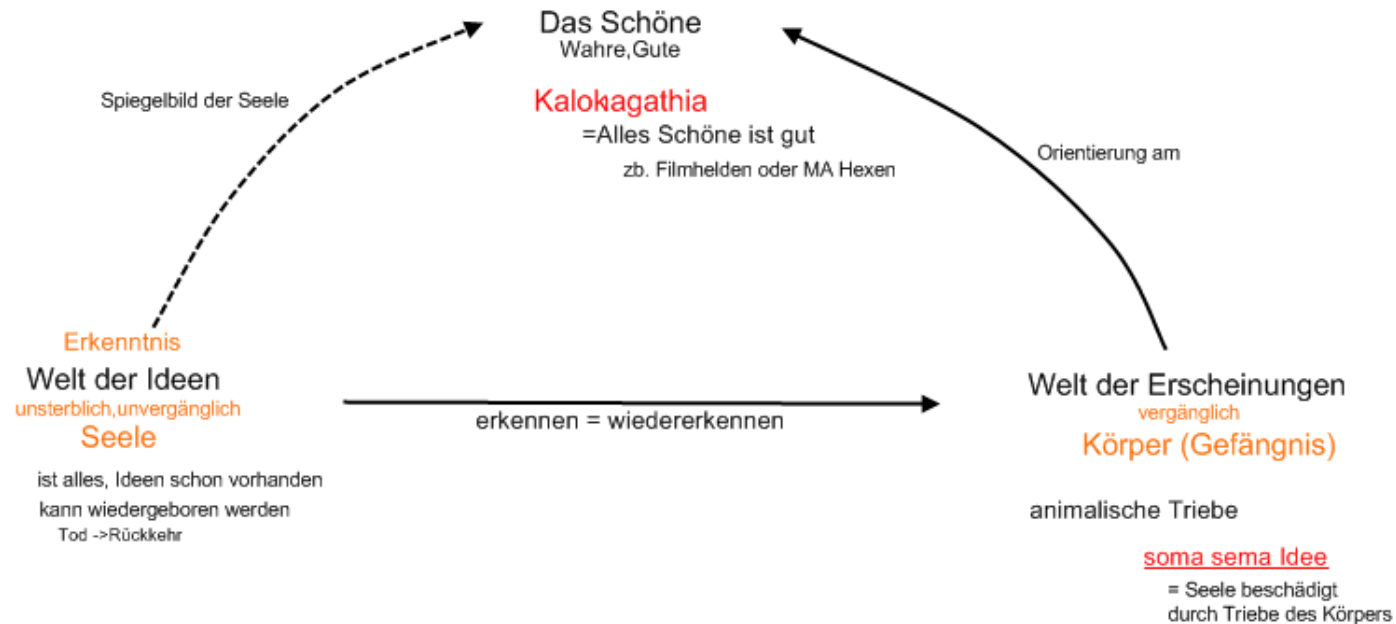 Das Schöne
Wahre,Gute
Spiegelbild der Seele
Kalokagathia
=Alles Schöne ist gut
zb. Filmhelden oder MA Hexen
Orientierung am
Erkenntnis
Welt der Ideen
unsterblich,unvergänglich
Seele
ist alles, Ideen schon vorhanden
kann wiedergeboren werden
Tod ->Rückkehr
erkennen = wiedererkennen
Welt der Erscheinungen
vergänglich
Körper (Gefängnis)
animalische Triebe
soma sema Idee
= Seele beschädigt
durch Triebe des Körpers